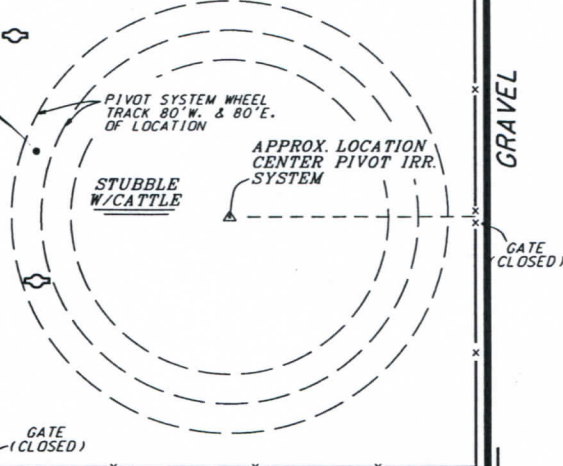 PIVOT SYSTEM WHEEL
TRACK 80'W. & 80'E.
OF LOCATION
APPROX. LOCATION
CENTER PIVOT IRR.
SYSTEM
STUBBLE
W/CATTLE
GRAVEL
GATE
(CLOSED)
GATE
(CLOSED)